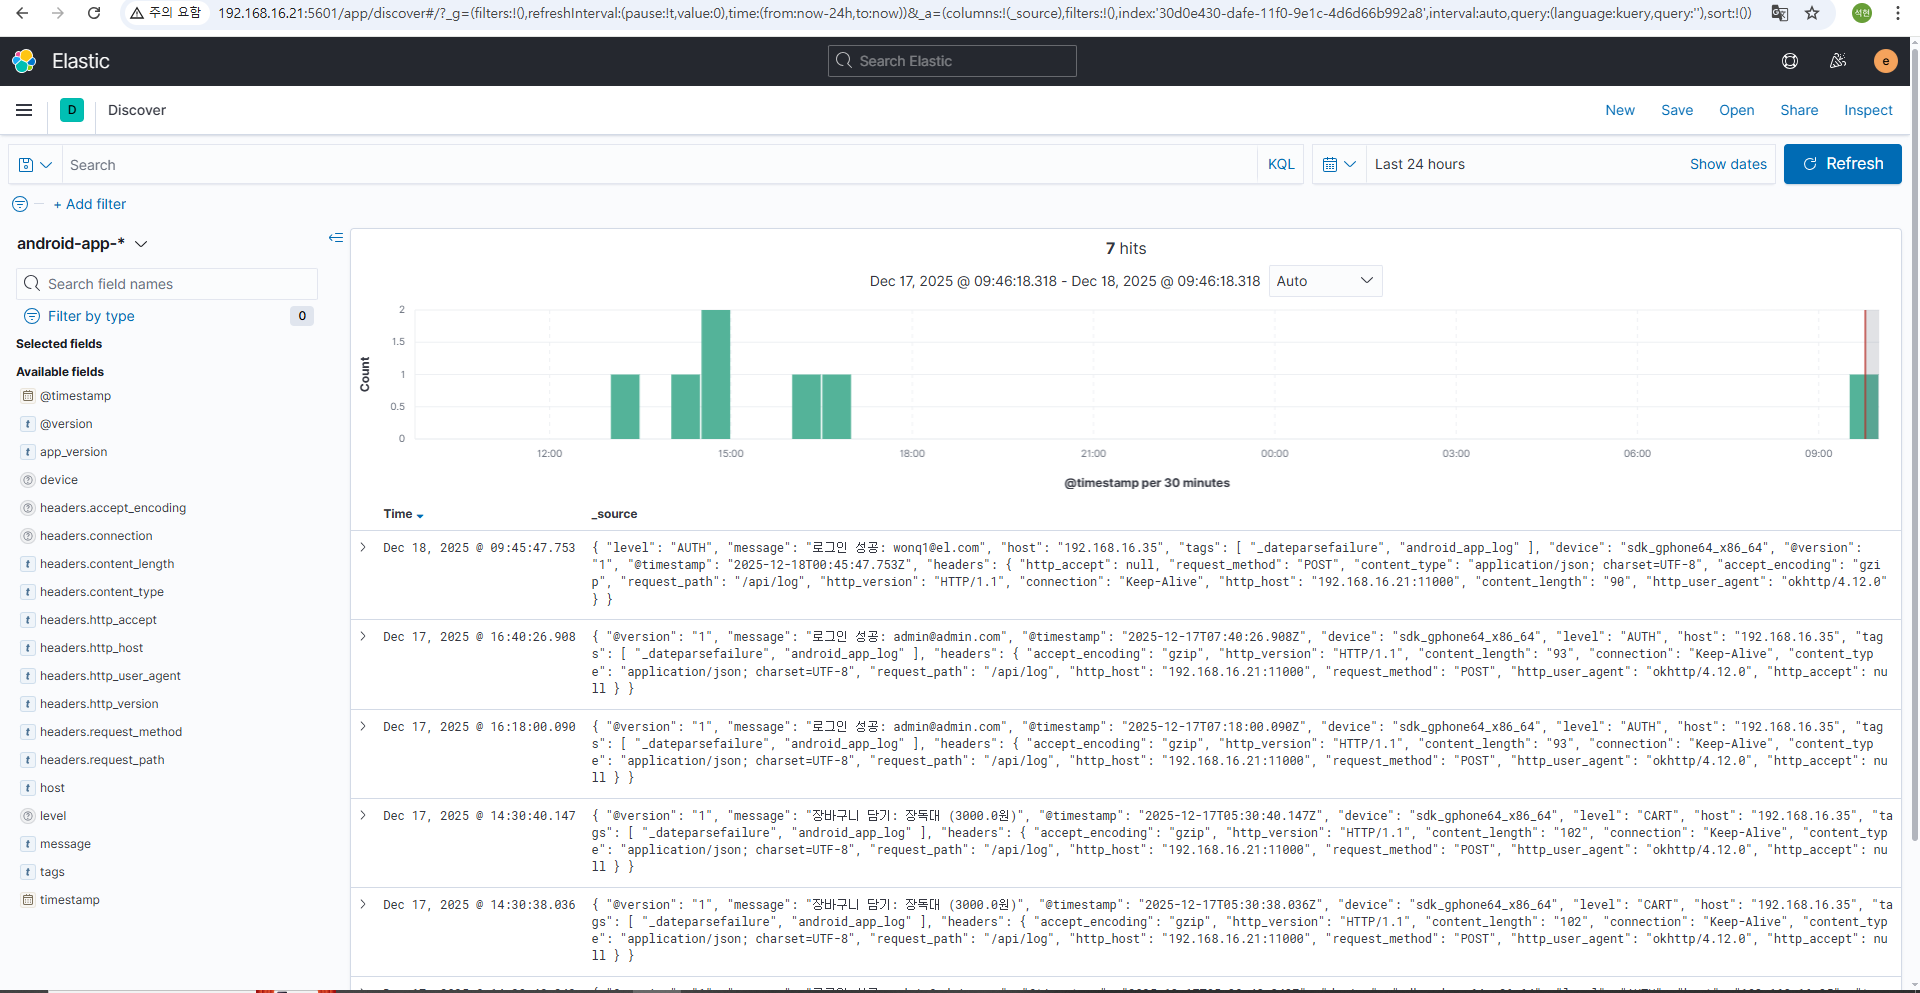 주의 요함
192.168.16.21:5601/app/discover#/?_g=(filters:!(),refreshInterval:(pause:!t,value:0),time:(from:now-24h,to:now))&_a=(columns:!(_source),filters:!(),index:'30d0e430-dafe-11f0-9e1c-4d6d66b992a8',interval:auto,query:(language:kuery,query:''),sort:!())
석현
Elastic
Search Elastic
e
D
Discover
New
Save
Open
Share
Inspect
Search
KQL
Last 24 hours
Show dates
Refresh
+ Add filter
android-app-*
Search field names
Filter by type
0
Selected fields
Available fields
@timestamp
t @version
t app_version
device
headers.accept_encoding
headers.connection
t headers.content_length
t headers.content_type
t headers.http_accept
t headers.http_host
t headers.http_user_agent
t headers.http_version
t headers.request_method
t headers.request_path
t host
level
t message
t tags
timestamp
7 hits
Dec 17, 2025 @ 09:46:18.318 - Dec 18, 2025 @ 09:46:18.318
Auto
Count
2
1.5
1
0.5
0
12:00 15:00 18:00 21:00 00:00 03:00 06:00 09:00
@timestamp per 30 minutes
Time _source
Dec 18, 2025 @ 09:45:47.753
{ "level": "AUTH", "message": "로그인 성공: wonq1@el.com", "host": "192.168.16.35", "tags": [ "_dateparsefailure", "android_app_log" ], "device": "sdk_gphone64_x86_64", "@version":
"1", "@timestamp": "2025-12-18T00:45:47.753Z", "headers": { "http_accept": null, "request_method": "POST", "content_type": "application/json; charset=UTF-8", "accept_encoding": "gzi
p", "request_path": "/api/log", "http_version": "HTTP/1.1", "connection": "Keep-Alive", "http_host": "192.168.16.21:11000", "content_length": "90", "http_user_agent": "okhttp/4.12.0"
} }
Dec 17, 2025 @ 16:40:26.908
{ "@version": "1", "message": "로그인 성공: admin@admin.com", "@timestamp": "2025-12-17T07:40:26.908Z", "device": "sdk_gphone64_x86_64", "level": "AUTH", "host": "192.168.16.35", "tag
s": [ "_dateparsefailure", "android_app_log" ], "headers": { "accept_encoding": "gzip", "http_version": "HTTP/1.1", "content_length": "93", "connection": "Keep-Alive", "content_typ
e": "application/json; charset=UTF-8", "request_path": "/api/log", "http_host": "192.168.16.21:11000", "request_method": "POST", "http_user_agent": "okhttp/4.12.0", "http_accept": nu
ll } }
Dec 17, 2025 @ 16:18:00.090
{ "@version": "1", "message": "로그인 성공: admin@admin.com", "@timestamp": "2025-12-17T07:18:00.090Z", "device": "sdk_gphone64_x86_64", "level": "AUTH", "host": "192.168.16.35", "tag
s": [ "_dateparsefailure", "android_app_log" ], "headers": { "accept_encoding": "gzip", "http_version": "HTTP/1.1", "content_length": "93", "connection": "Keep-Alive", "content_typ
e": "application/json; charset=UTF-8", "request_path": "/api/log", "http_host": "192.168.16.21:11000", "request_method": "POST", "http_user_agent": "okhttp/4.12.0", "http_accept": nu
ll } }
Dec 17, 2025 @ 14:30:40.147
{ "@version": "1", "message": "장바구니 담기: 장독대 (3000.0원)", "@timestamp": "2025-12-17T05:30:40.147Z", "device": "sdk_gphone64_x86_64", "level": "CART", "host": "192.168.16.35", "ta
gs": [ "_dateparsefailure", "android_app_log" ], "headers": { "accept_encoding": "gzip", "http_version": "HTTP/1.1", "content_length": "102", "connection": "Keep-Alive", "content_typ
e": "application/json; charset=UTF-8", "request_path": "/api/log", "http_host": "192.168.16.21:11000", "request_method": "POST", "http_user_agent": "okhttp/4.12.0", "http_accept": nu
ll } }
Dec 17, 2025 @ 14:30:38.036
{ "@version": "1", "message": "장바구니 담기: 장독대 (3000.0원)", "@timestamp": "2025-12-17T05:30:38.036Z", "device": "sdk_gphone64_x86_64", "level": "CART", "host": "192.168.16.35", "ta
gs": [ "_dateparsefailure", "android_app_log" ], "headers": { "accept_encoding": "gzip", "http_version": "HTTP/1.1", "content_length": "102", "connection": "Keep-Alive", "content_typ
e": "application/json; charset=UTF-8", "request_path": "/api/log", "http_host": "192.168.16.21:11000", "request_method": "POST", "http_user_agent": "okhttp/4.12.0", "http_accept": nu
ll } }